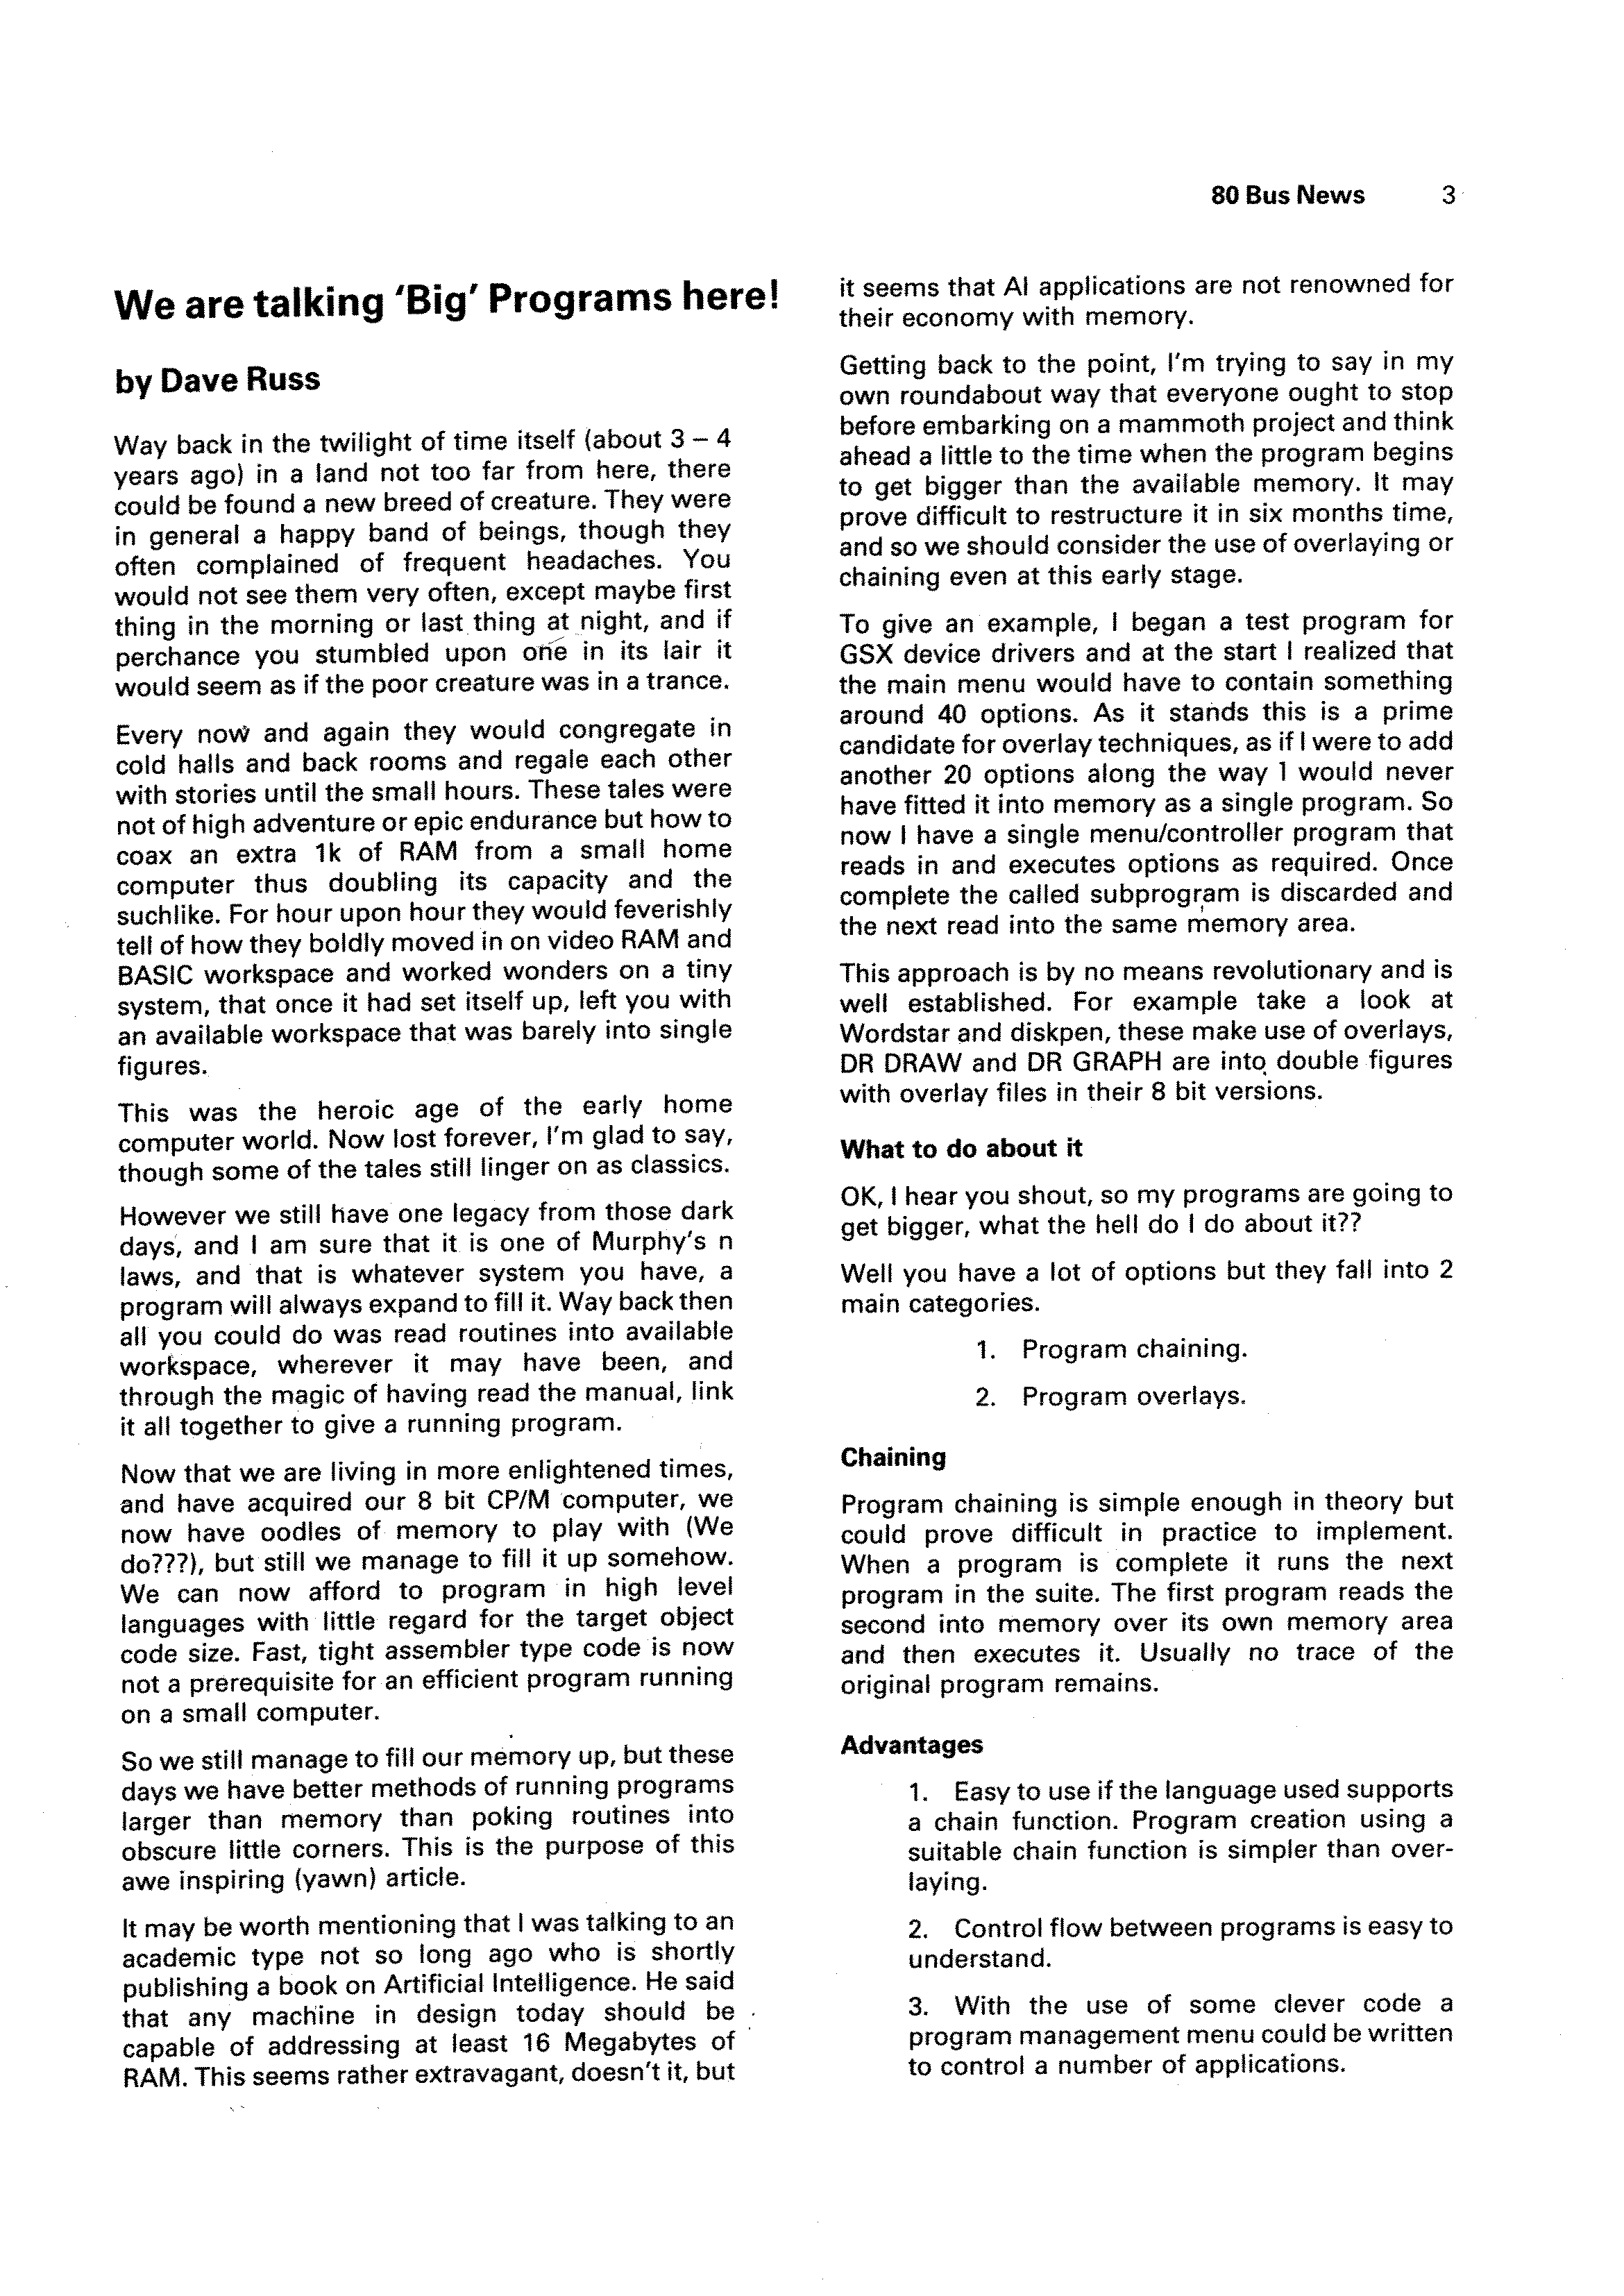 80 Bus News 3
We are talking 'Big' Programs here!
by Dave Russ
Way back in the twilight of time itself (about 3 – 4
years ago) in a land not too far from here, there
could be found a new breed of creature. They were
in general a happy band of beings, though they
often complained of frequent headaches. You
would not see them very often, except maybe first
thing in the morning or last thing at night, and if
perchance you stumbled upon one in its lair it
would seem as if the poor creature was in a trance.
Every now and again they would congregate in
cold halls and back rooms and regale each other
with stories until the small hours. These tales were
not of high adventure or epic endurance but how to
coax an extra 1k of RAM from a small home
computer thus doubling its capacity and the
suchlike. For hour upon hour they would feverishly
tell of how they boldly moved in on video RAM and
BASIC workspace and worked wonders on a tiny
system, that once it had set itself up, left you with
an available workspace that was barely into single
figures.
This was the heroic age of the early home
computer world. Now lost forever, I'm glad to say,
though some of the tales still linger on as classics.
However we still have one legacy from those dark
days, and I am sure that it is one of Murphy's n
laws, and that is whatever system you have, a
program will always expand to fill it. Way back then
all you could do was read routines into available
workspace, wherever it may have been, and
through the magic of having read the manual, link
it all together to give a running program.
Now that we are living in more enlightened times,
and have acquired our 8 bit CP/M computer, we
now have oodles of memory to play with (We
do???), but still we manage to fill it up somehow.
We can now afford to program in high level
languages with little regard for the target object
code size. Fast, tight assembler type code is now
not a prerequisite for an efficient program running
on a small computer.
So we still manage to fill our memory up, but these
days we have better methods of running programs
larger than memory than poking routines into
obscure little corners. This is the purpose of this
awe inspiring (yawn) article.
It may be worth mentioning that I was talking to an
academic type not so long ago who is shortly
publishing a book on Artificial Intelligence. He said
that any machine in design today should be
capable of addressing at least 16 Megabytes of
RAM. This seems rather extravagant, doesn't it, but
it seems that AI applications are not renowned for
their economy with memory.
Getting back to the point, I'm trying to say in my
own roundabout way that everyone ought to stop
before embarking on a mammoth project and think
ahead a little to the time when the program begins
to get bigger than the available memory. It may
prove difficult to restructure it in six months time,
and so we should consider the use of overlaying or
chaining even at this early stage.
To give an example, I began a test program for
GSX device drivers and at the start I realized that
the main menu would have to contain something
around 40 options. As it stands this is a prime
candidate for overlay techniques, as if I were to add
another 20 options along the way 1 would never
have fitted it into memory as a single program. So
now I have a single menu/controller program that
reads in and executes options as required. Once
complete the called subprogram is discarded and
the next read into the same memory area.
This approach is by no means revolutionary and is
well established. For example take a look at
Wordstar and diskpen, these make use of overlays,
DR DRAW and DR GRAPH are into double figures
with overlay files in their 8 bit versions.
What to do about it
OK, I hear you shout, so my programs are going to
get bigger, what the hell do I do about it??
Well you have a lot of options but they fall into 2
main categories.
1. Program chaining.
2. Program overlays.
Chaining
Program chaining is simple enough in theory but
could prove difficult in practice to implement.
When a program is complete it runs the next
program in the suite. The first program reads the
second into memory over its own memory area
and then executes it. Usually no trace of the
original program remains.
Advantages
1. Easy to use if the language used supports
a chain function. Program creation using a
suitable chain function is simpler than over-
laying.
2. Control flow between programs is easy to
understand.
3. With the use of some clever code a
program management menu could be written
to control a number of applications.